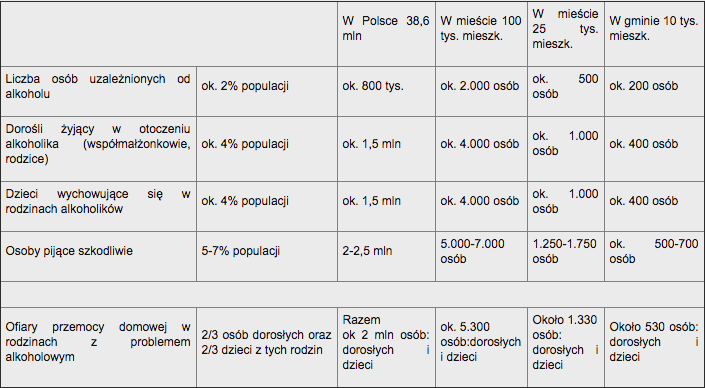 W Polsce 38,6 mln
W mieście 100 tys. mieszk.
W mieście 25 tys. mieszk.
W gminie 10 tys. mieszk.
Liczba osób uzależnionych od alkoholu
ok. 2% populacji
ok. 800 tys.
ok. 2.000 osób
ok. 500 osób
ok. 200 osób
Dorośli żyjący w otoczeniu alkoholika (współmałżonkowie, rodzice)
ok. 4% populacji
ok. 1,5 mln
ok. 4.000 osób
ok. 1.000 osób
ok. 400 osób
Dzieci wychowujące się w rodzinach alkoholików
ok. 4% populacji
ok. 1,5 mln
ok. 4.000 osób
ok. 1.000 osób
ok. 400 osób
Osoby pijące szkodliwie
5-7% populacji
2-2,5 mln
5.000-7.000 osób
1.250-1.750 osób
ok. 500-700 osób
Ofiary przemocy domowej w rodzinach z problemem alkoholowym
2/3 osób dorosłych oraz 2/3 dzieci z tych rodzin
Razem
ok 2 mln osób: dorosłych i dzieci
ok. 5.300 osób:dorosłych i dzieci
Około 1.330 osób: dorosłych i dzieci
Około 530 osób: dorosłych i dzieci